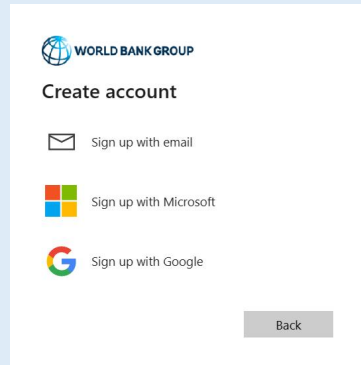 WORLD BANK GROUP
Create account
Sign up with email
Sign up with Microsoft
Sign up with Google
Back